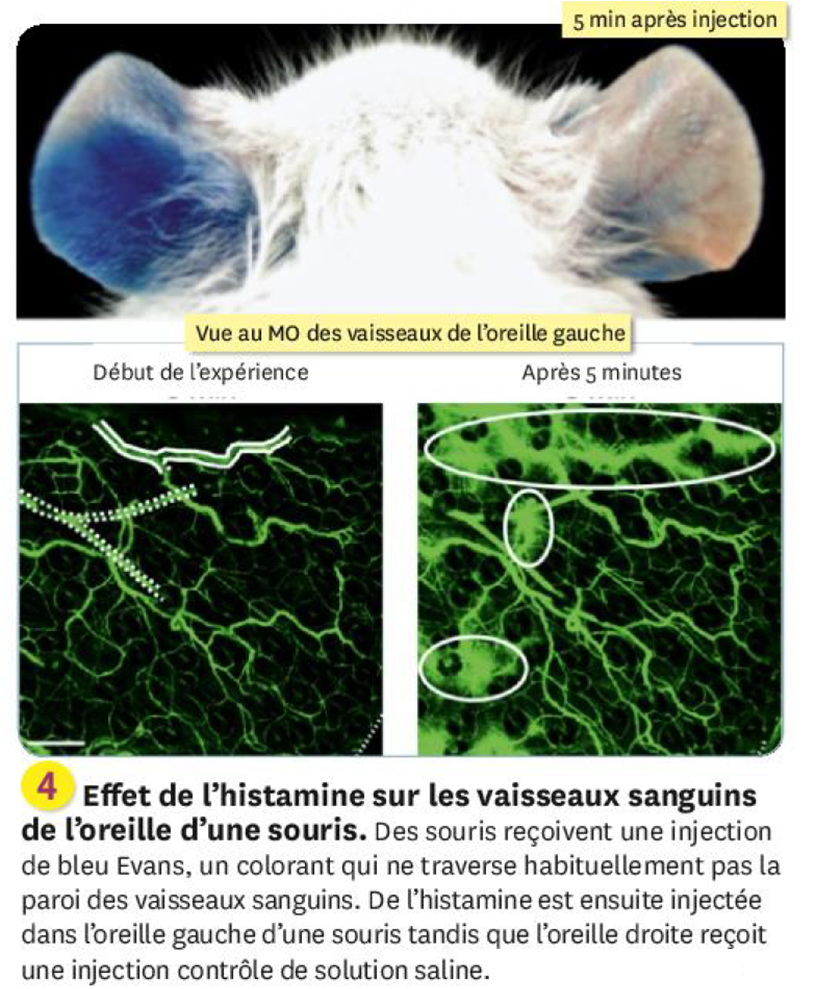 5 min après injection
Vue au MO des vaisseaux de l'oreille gauche
Début de l'expérience
Après 5 minutes
4 Effet de l'histamine sur les vaisseaux sanguins
de l'oreille d'une souris. Des souris reçoivent une injection
de bleu Evans, un colorant qui ne traverse habituellement pas la
paroi des vaisseaux sanguins. De l'histamine est ensuite injectée
dans l'oreille gauche d'une souris tandis que l'oreille droite reçoit
une injection contrôle de solution saline.